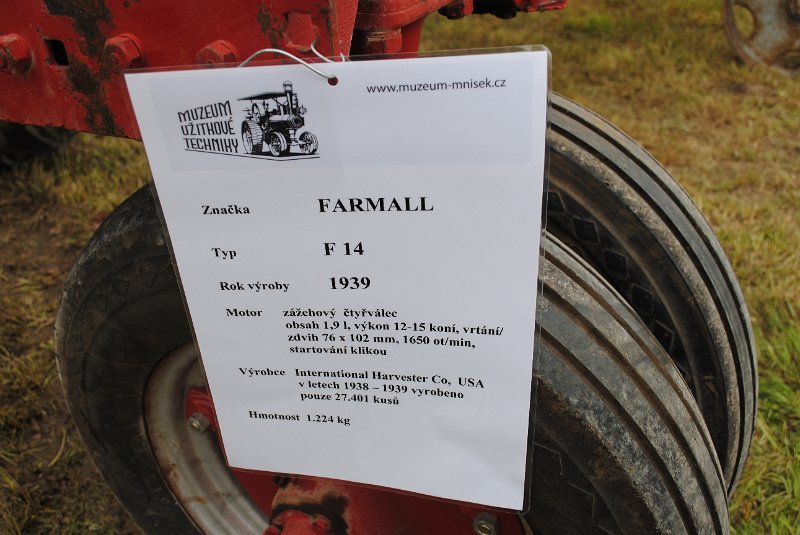 www.muzeum-mnisek.cz
MUZEUM
UŽITKOVÉ
TECHNIKY
Značka FARMALL
Typ F 14
Rok výroby 1939
Motor zážehový čtyřválec
obsah 1,9 l, výkon 12-15 koní, vrtání/
zdvih 76 x 102 mm, 1650 ot/min,
startování klikou
Výrobce International Harvester Co, USA
v letech 1938 – 1939 vyrobeno
pouze 27.401 kusů
Hmotnost 1.224 kg